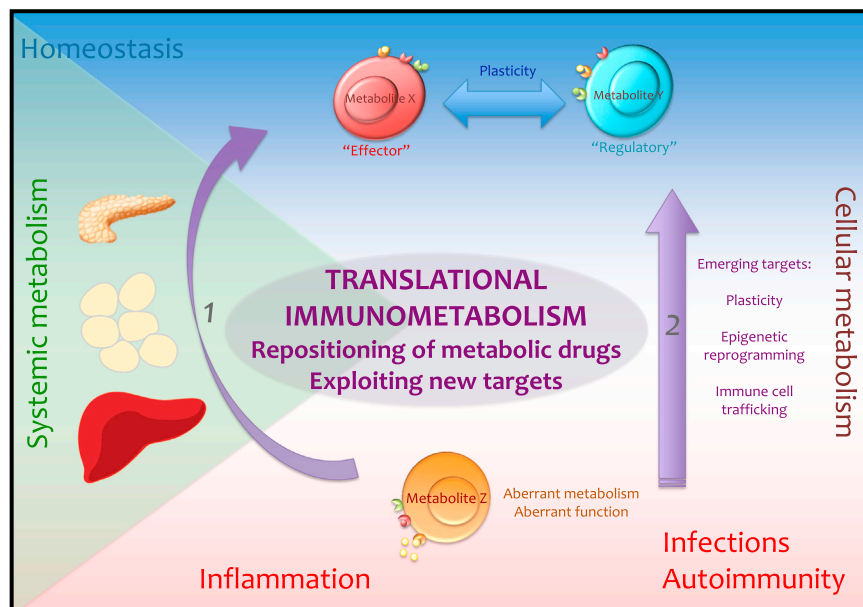 Homeostasis
Plasticity
Metabolite X
Metabolite Y
“Effector”
“Regulatory”
Systemic metabolism
Cellular metabolism
1
TRANSLATIONAL
IMMUNOMETABOLISM
Repositioning of metabolic drugs
Exploiting new targets
2
Emerging targets:
Plasticity
Epigenetic
reprogramming
Immune cell
trafficking
Metabolite Z
Aberrant metabolism
Aberrant function
Inflammation
Infections
Autoimmunity